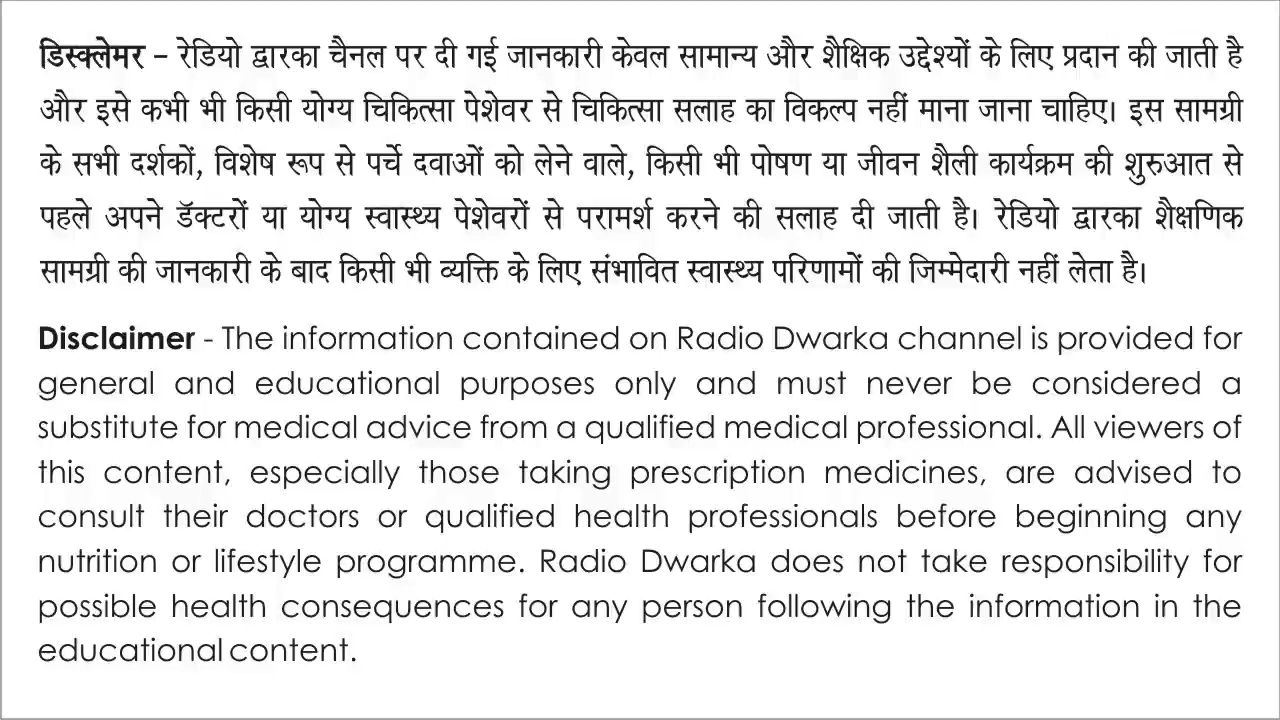 डिस्क्लेमर – रेडियो द्वारका चैनल पर दी गई जानकारी केवल सामान्य और शैक्षिक उद्देश्यों के लिए प्रदान की जाती है
और इसे कभी भी किसी योग्य चिकित्सा पेशेवर से चिकित्सा सलाह का विकल्प नहीं माना जाना चाहिए। इस सामग्री
के सभी दर्शकों, विशेष रूप से पर्चे दवाओं को लेने वाले, किसी भी पोषण या जीवन शैली कार्यक्रम की शुरुआत से
पहले अपने डॅक्टरों या योग्य स्वास्थ्य पेशेवरों से परामर्श करने की सलाह दी जाती है। रेडियो द्वारका शैक्षणिक
सामग्री की जानकारी के बाद किसी भी व्यक्ति के लिए संभावित स्वास्थ्य परिणामों की जिम्मेदारी नहीं लेता है।
Disclaimer - The information contained on Radio Dwarka channel is provided for
general and educational purposes only and must never be considered a
substitute for medical advice from a qualified medical professional. All viewers of
this content, especially those taking prescription medicines, are advised to
consult their doctors or qualified health professionals before beginning any
nutrition or lifestyle programme. Radio Dwarka does not take responsibility for
possible health consequences for any person following the information in the
educational content.